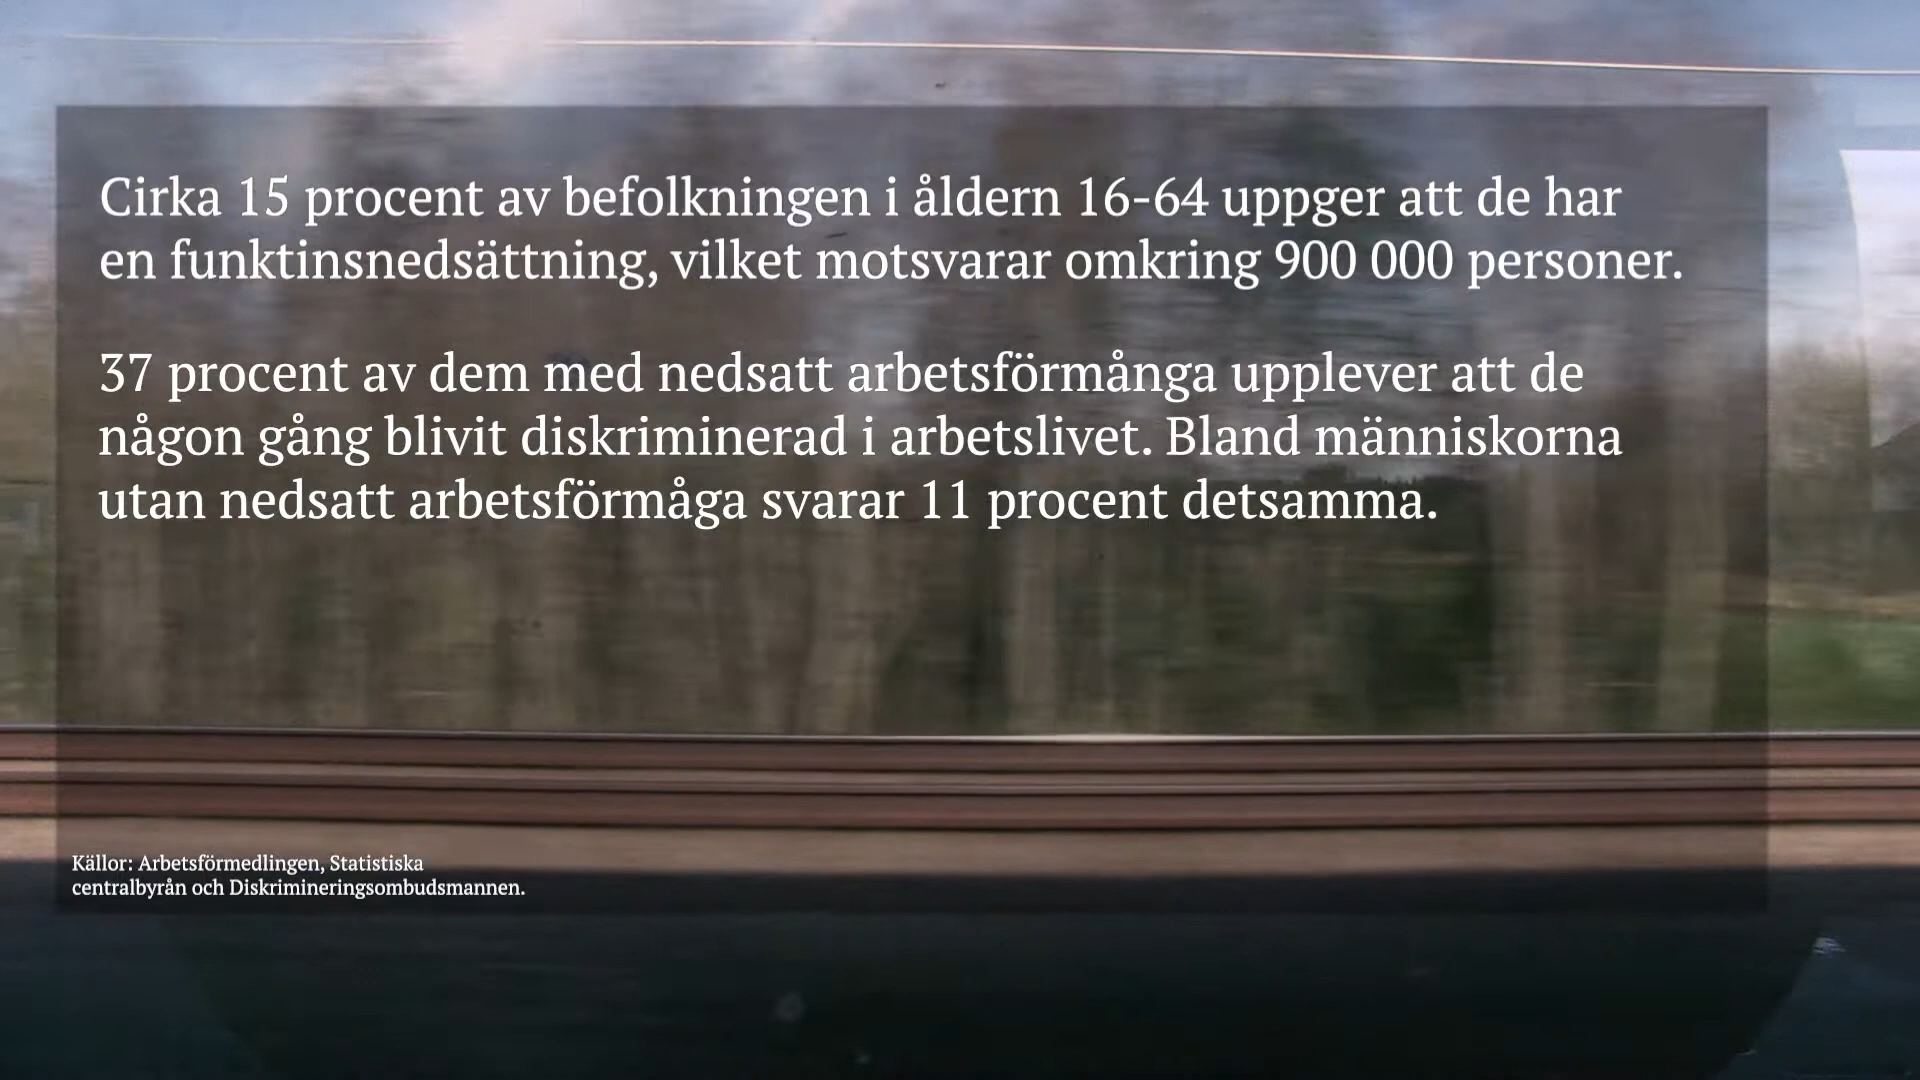 Cirka 15 procent av befolkningen i åldern 16-64 uppger att de har
en funktinsnedsättning, vilket motsvarar omkring 900 000 personer.
37 procent av dem med nedsatt arbetsförmånga upplever att de
någon gång blivit diskriminerad i arbetslivet. Bland människorna
utan nedsatt arbetsförmåga svarar 11 procent detsamma.
Källor: Arbetsförmedlingen, Statistiska
centralbyrån och Diskrimineringsombudsmannen.